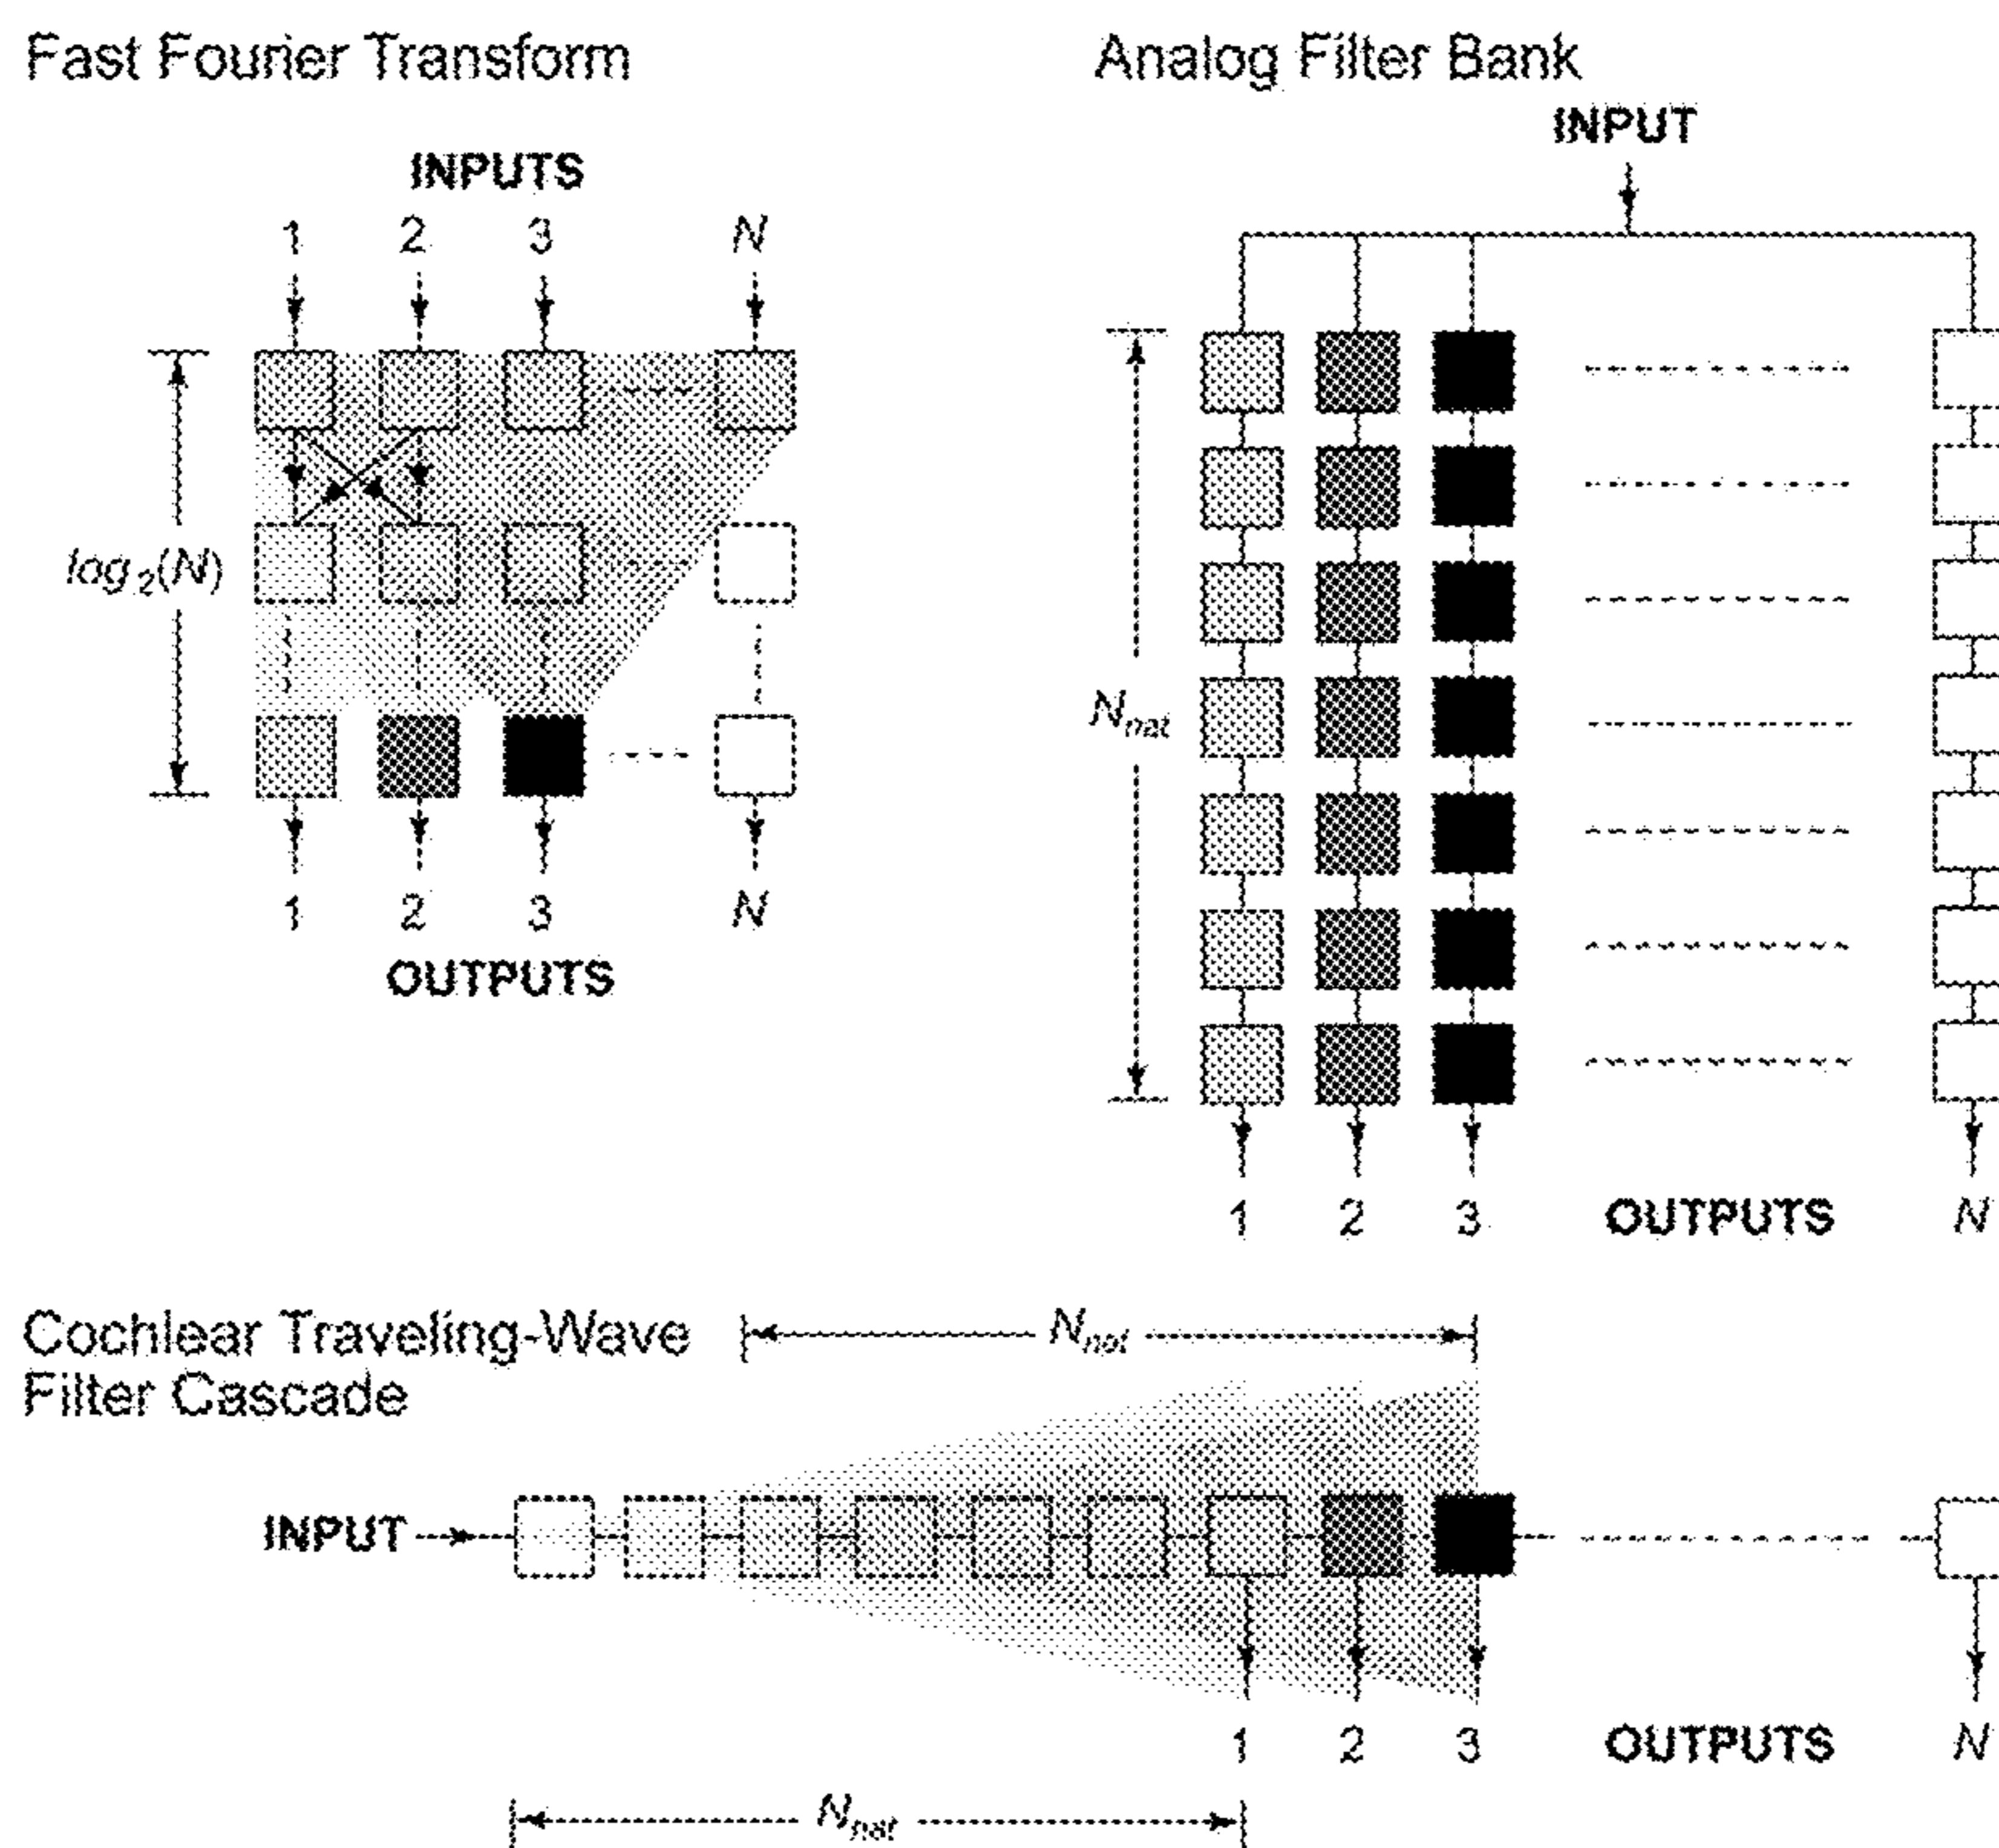 Fast Fourier Transform
INPUTS
1 2 3 N
log2(N)
1 2 3 N
OUTPUTS
Analog Filter Bank
INPUT
Nnat
1 2 3 OUTPUTS N
Cochlear Traveling-Wave
Filter Cascade
Nnat
INPUT
1 2 3 OUTPUTS N
Nnat